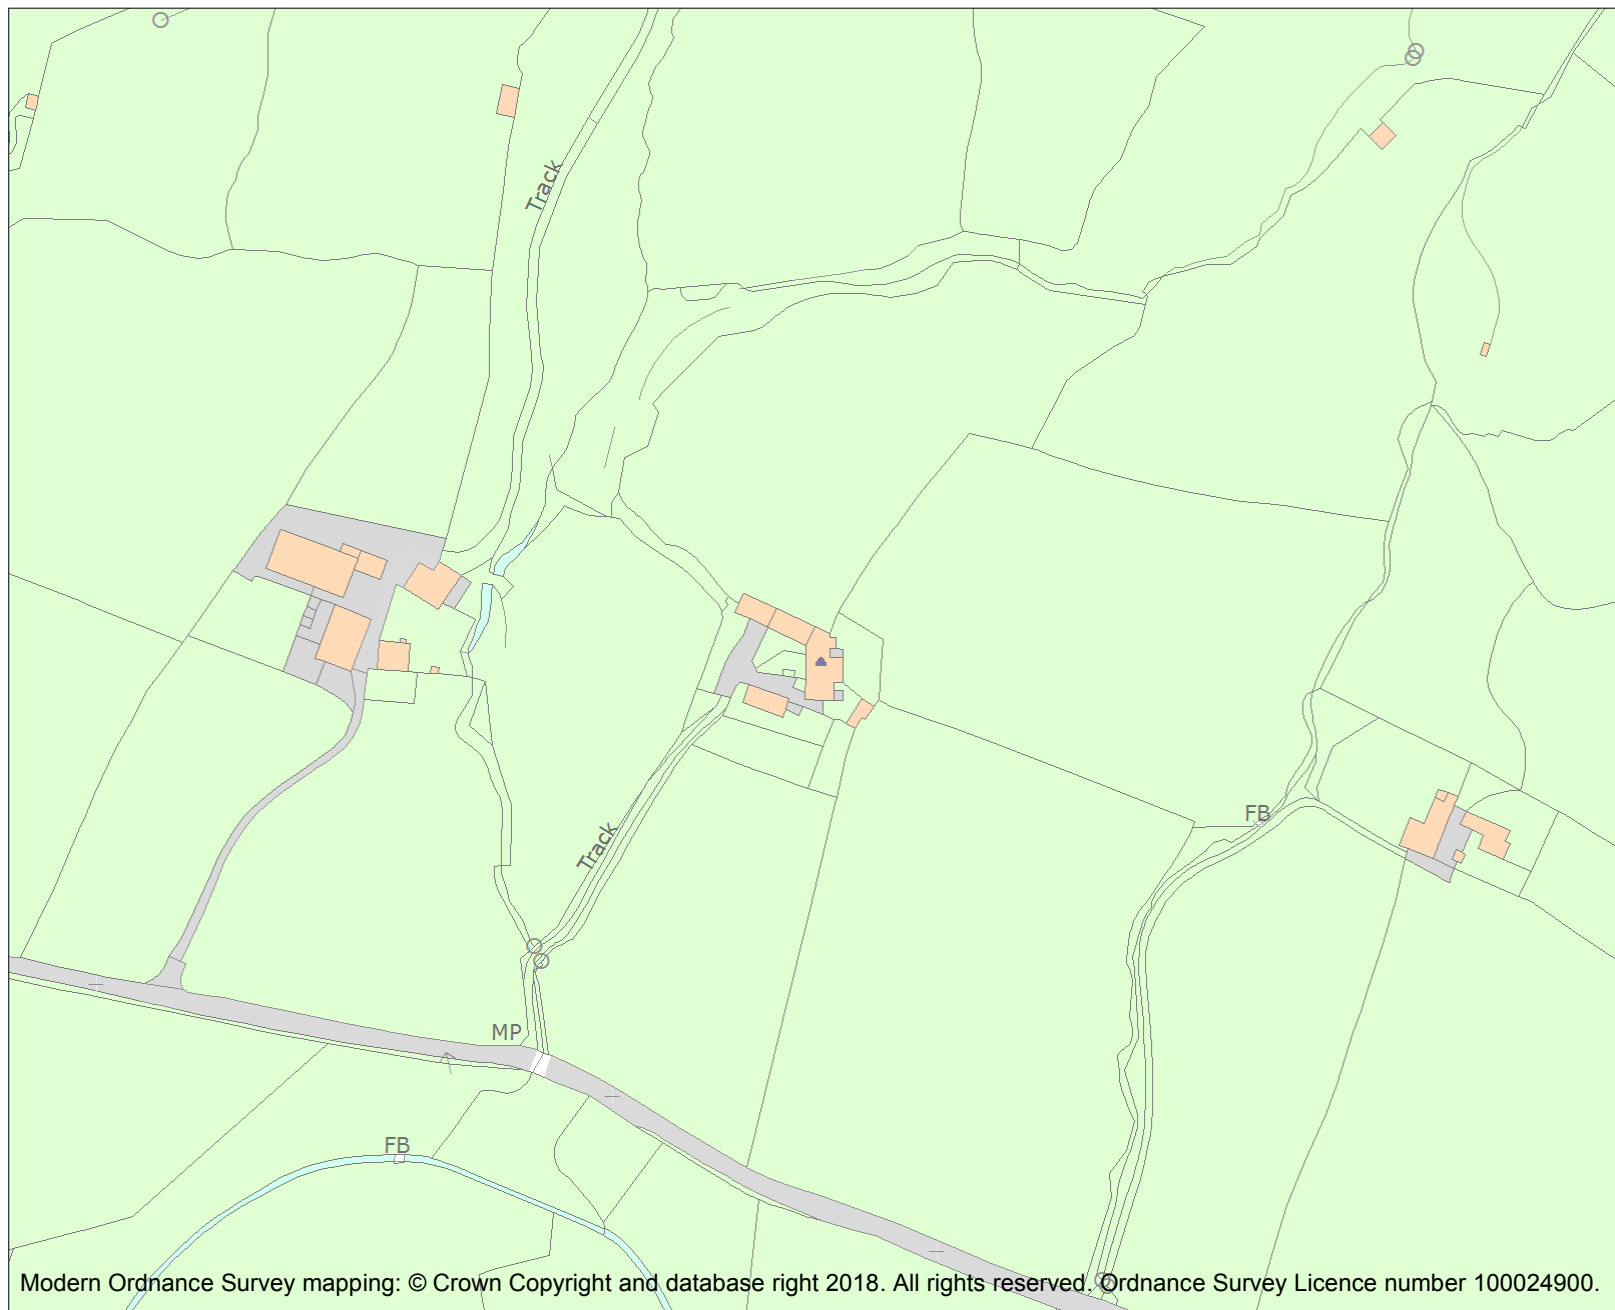 Track
FB
Track
MP
FB
Modern Ordnance Survey mapping: © Crown Copyright and database right 2018. All rights reserved. Ordnance Survey Licence number 100024900.